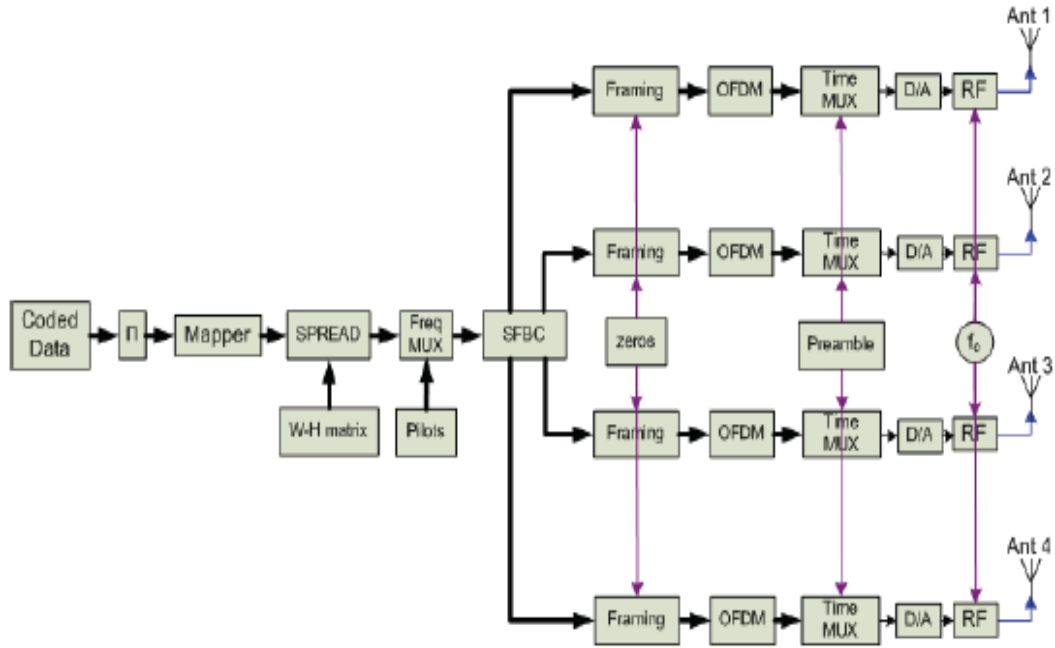 Ant 1
Framing
OFDM
Time
MUX
D/A
RF
Ant 2
Framing
OFDM
Time
MUX
D/A
RF
Coded
Data
Π
Mapper
SPREAD
Freq
MUX
SFBC
zeros
Preamble
fc
Ant 3
W-H matrix
Pilots
Framing
OFDM
Time
MUX
D/A
RF
Ant 4
Framing
OFDM
Time
MUX
D/A
RF